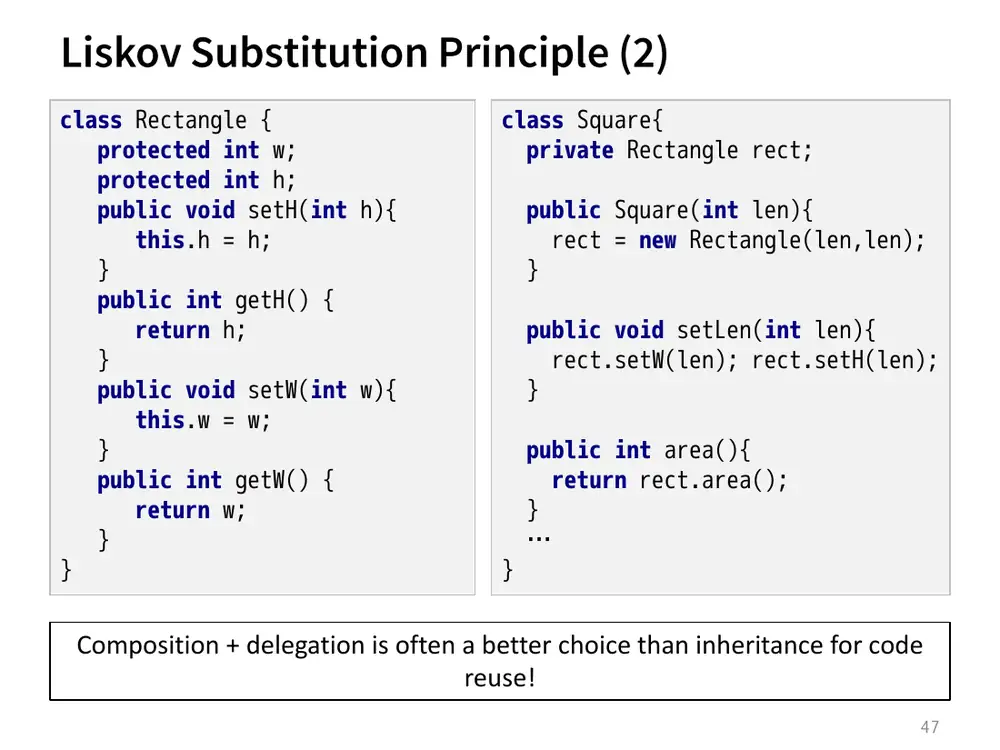 Liskov Substitution Principle (2)
class Rectangle {
protected int w;
protected int h;
public void setH(int h){
this.h = h;
}
public int getH() {
return h;
}
public void setW(int w){
this.w = w;
}
public int getW() {
return w;
}
}
class Square{
private Rectangle rect;
public Square(int len){
rect = new Rectangle(len,len);
}
public void setLen(int len){
rect.setW(len); rect.setH(len);
}
public int area(){
return rect.area();
}
…
}
Composition + delegation is often a better choice than inheritance for code
reuse!
47